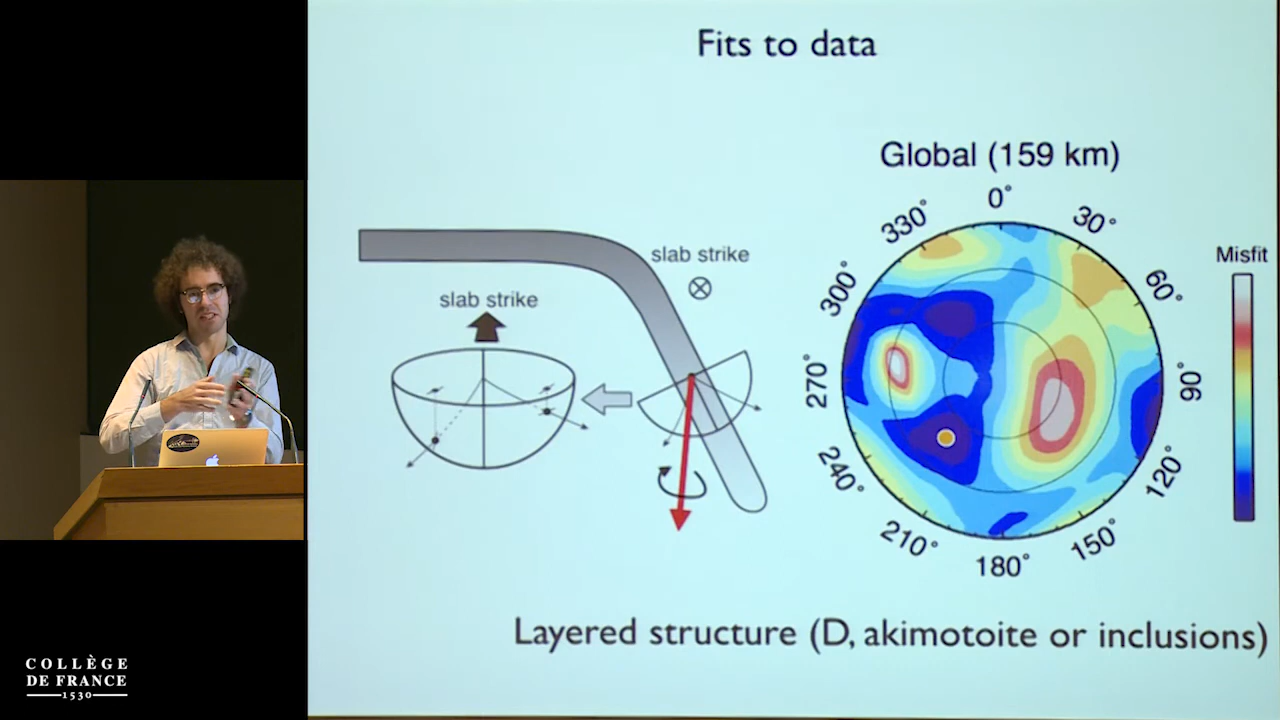 Fits to data
Global (159 km)
0°
30°
60°
90°
120°
150°
180°
210°
240°
270°
300°
330°
Misfit
slab strike
slab strike
Layered structure (D, akimotoite or inclusions)
COLLÈGE
DE FRANCE
1530